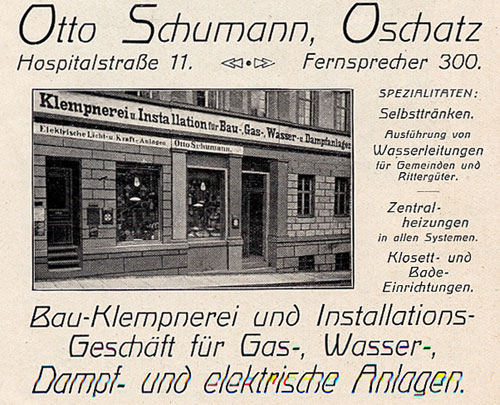 Otto Schumann, Oschatz
Hospitalstraße 11. Fernsprecher 300.
Klempnerei u. Installation für Bau-, Gas-, Wasser- u. Dampfanlagen
Elektrische Licht- u. Kraft-Anlagen. Otto Schumann.
SPEZIALITÄTEN:
Selbsttränken.
Ausführung von
Wasserleitungen
für Gemeinden und
Rittergüter.
Zentral-
heizungen
in allen Systemen.
Klosett- und
Bade-
Einrichtungen.
Bau-Klempnerei und Installations-
Geschäft für Gas-, Wasser-,
Dampf- und elektrische Anlagen.